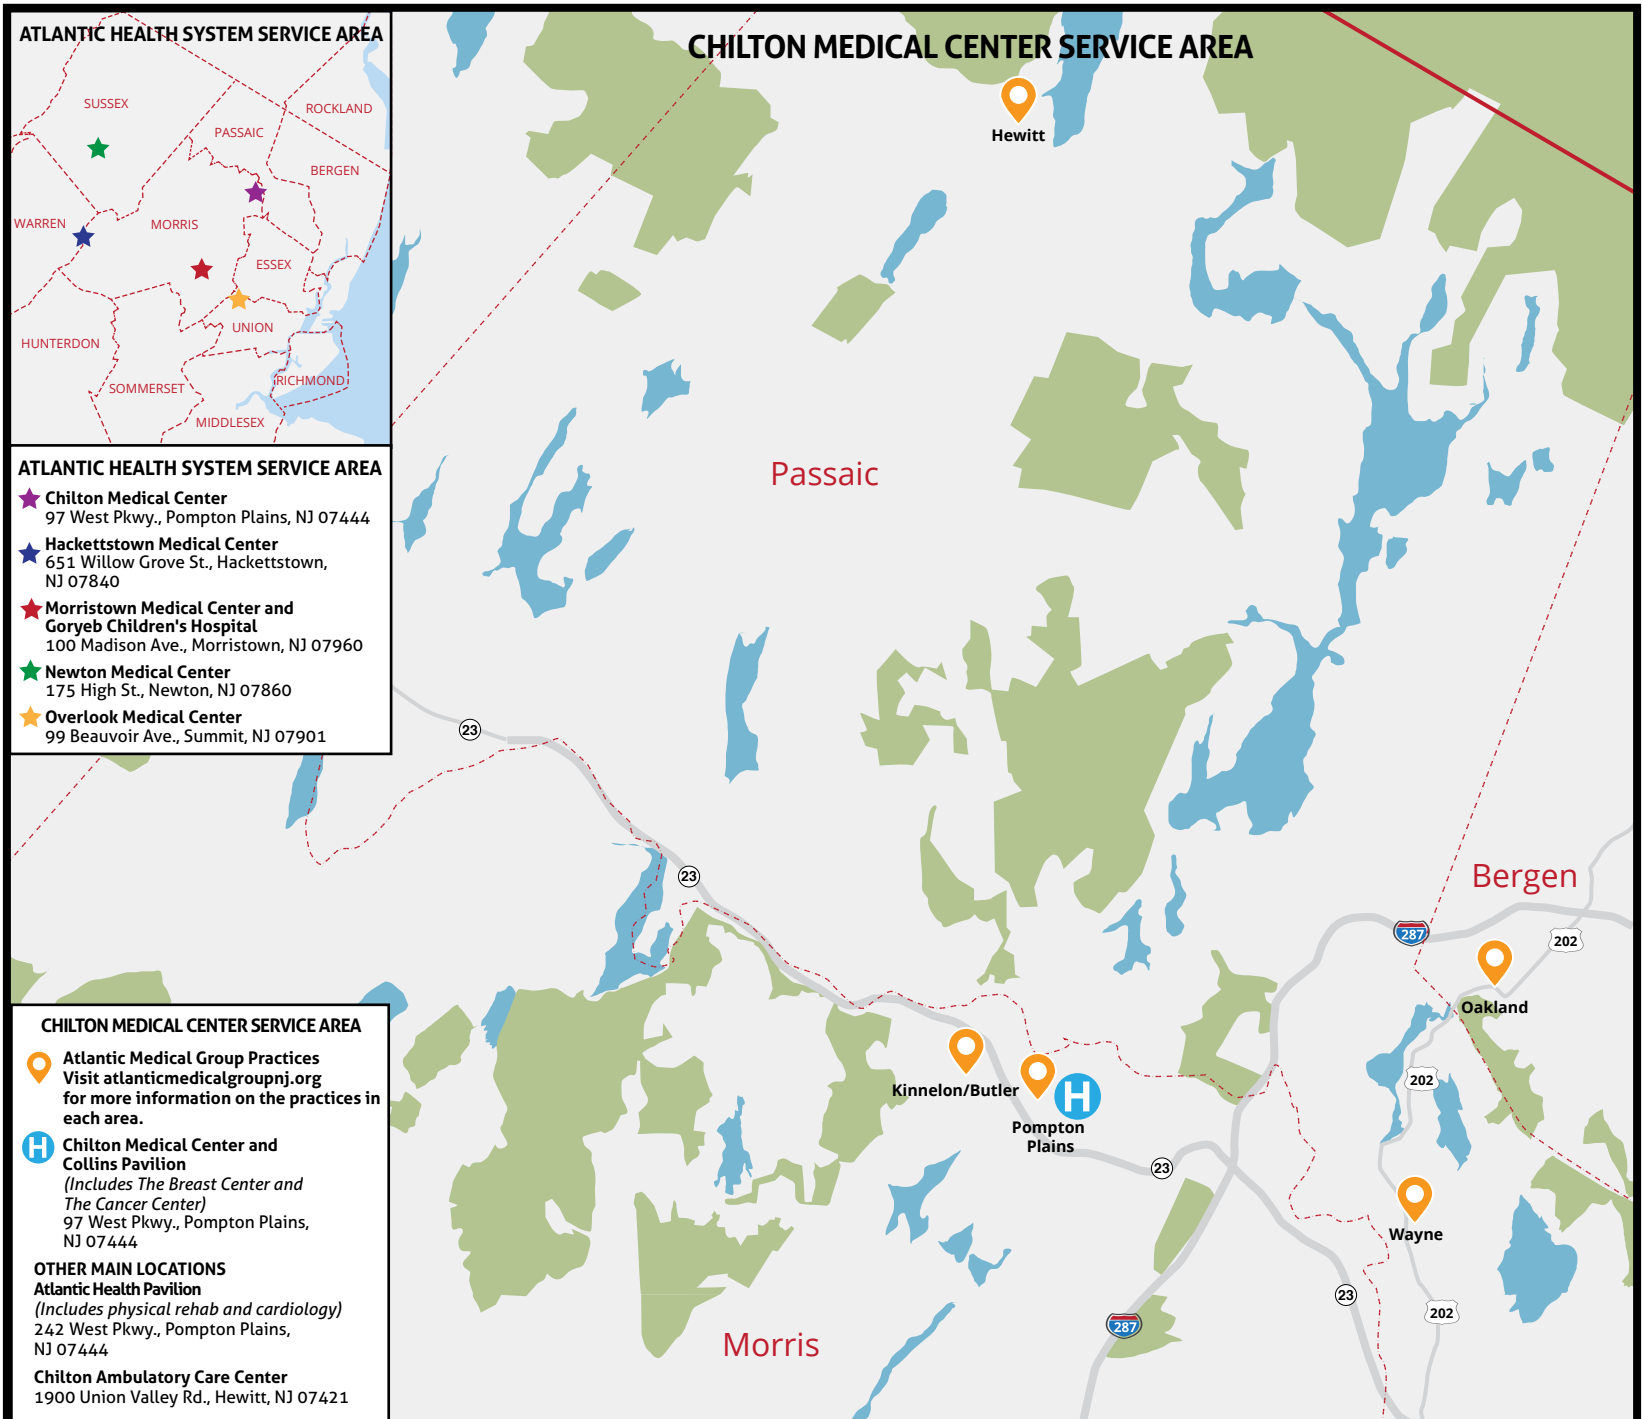 ATLANTIC HEALTH SYSTEM SERVICE AREA
SUSSEX
ROCKLAND
PASSAIC
BERGEN
WARREN
MORRIS
ESSEX
UNION
HUNTERDON
RICHMOND
SOMMERSET
MIDDLESEX
ATLANTIC HEALTH SYSTEM SERVICE AREA
Chilton Medical Center
97 West Pkwy., Pompton Plains, NJ 07444
Hackettstown Medical Center
651 Willow Grove St., Hackettstown,
NJ 07840
Morristown Medical Center and
Goryeb Children's Hospital
100 Madison Ave., Morristown, NJ 07960
Newton Medical Center
175 High St., Newton, NJ 07860
Overlook Medical Center
99 Beauvoir Ave., Summit, NJ 07901
CHILTON MEDICAL CENTER SERVICE AREA
Atlantic Medical Group Practices
Visit atlanticmedicalgroupnj.org
for more information on the practices in
each area.
H
Chilton Medical Center and
Collins Pavilion
(Includes The Breast Center and
The Cancer Center)
97 West Pkwy., Pompton Plains,
NJ 07444
OTHER MAIN LOCATIONS
Atlantic Health Pavilion
(Includes physical rehab and cardiology)
242 West Pkwy., Pompton Plains,
NJ 07444
Chilton Ambulatory Care Center
1900 Union Valley Rd., Hewitt, NJ 07421
CHILTON MEDICAL CENTER SERVICE AREA
Hewitt
Passaic
23
23
Bergen
287
202
Oakland
Kinnelon/Butler
H
202
Pompton
Plains
23
Wayne
23
202
287
Morris